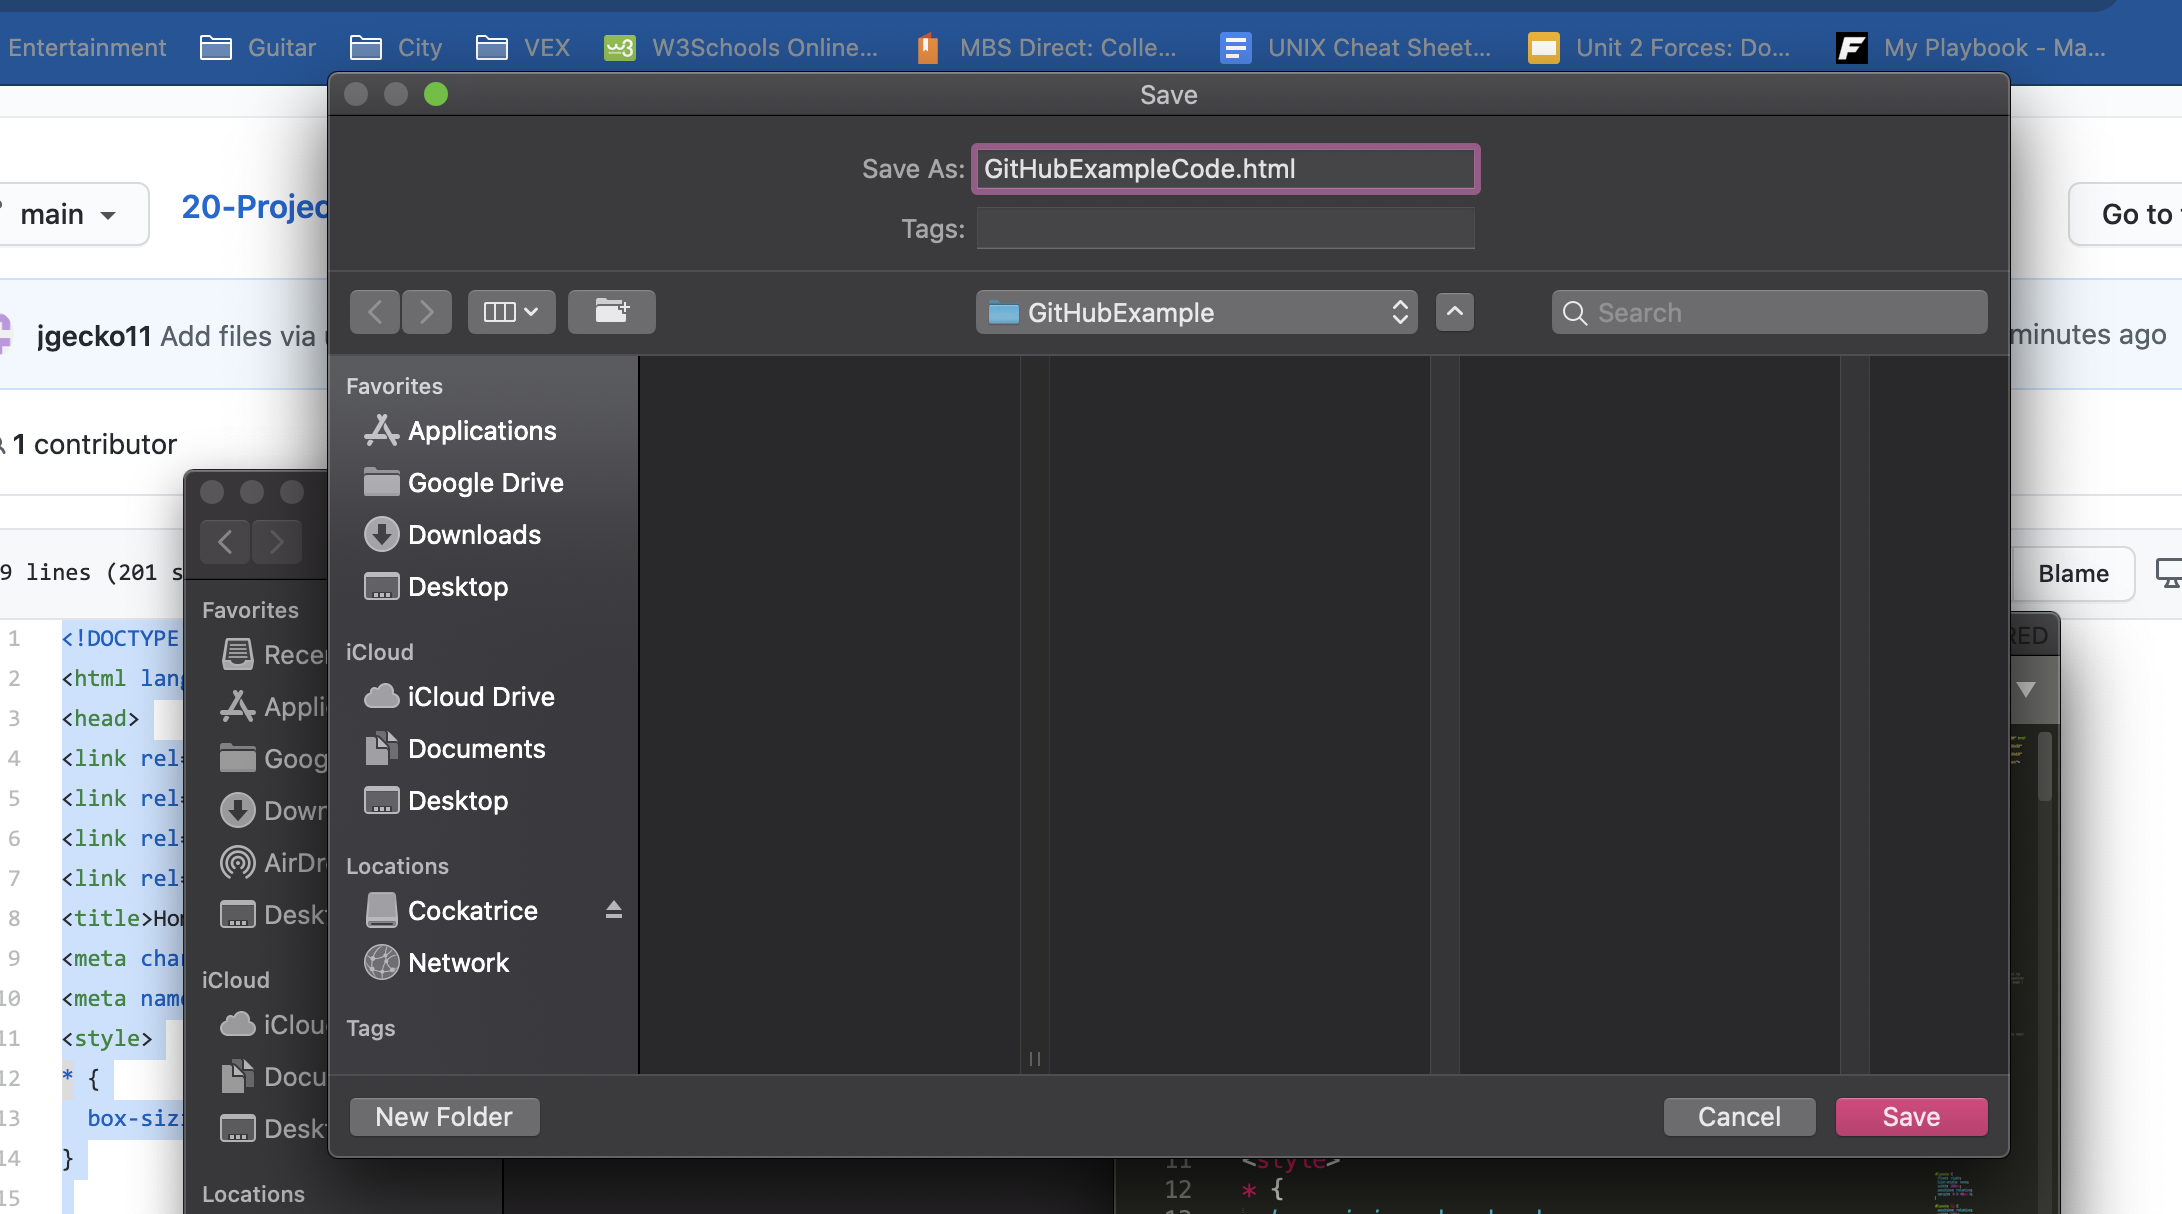 Entertainment Guitar City VEX W3Schools Online... MBS Direct: Colle... UNIX Cheat Sheet... Unit 2 Forces: Do... My Playbook - Ma...
Save
Save As: GitHubExampleCode.html
Tags:
main 20-Projec
Go to
GitHubExample
Search
jgecko11 Add files via
minutes ago
1 contributor
9 lines (201 s
Blame
Favorites
Applications
Google Drive
Downloads
Desktop
iCloud
iCloud Drive
Documents
Desktop
Locations
Cockatrice
Network
Tags
New Folder
Cancel
Save
Favorites
Recer
Appli
Goog
Dowr
AirDr
Desk
iCloud
iClou
Docu
Desk
Locations
1 <!DOCTYPE
2 <html lang
3 <head>
4 <link rel=
5 <link rel=
6 <link rel=
7 <link rel=
8 <title>Hom
9 <meta char
10 <meta name
11 <style>
12 * {
13 box-sizi
14 }
15
RED
11 <style>
12 * {
13